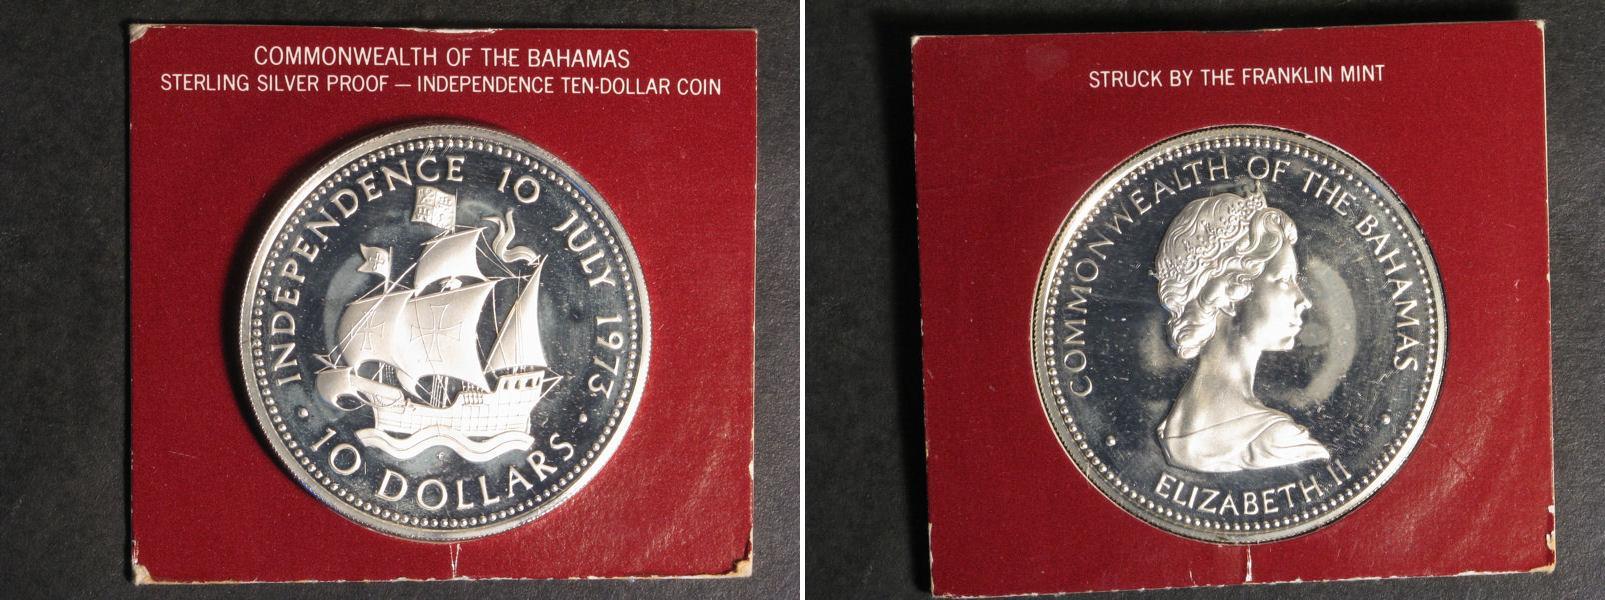 COMMONWEALTH OF THE BAHAMAS
STERLING SILVER PROOF — INDEPENDENCE TEN-DOLLAR COIN
INDEPENDENCE 10 JULY 1973
10 DOLLARS
STRUCK BY THE FRANKLIN MINT
COMMONWEALTH OF THE BAHAMAS
ELIZABETH II